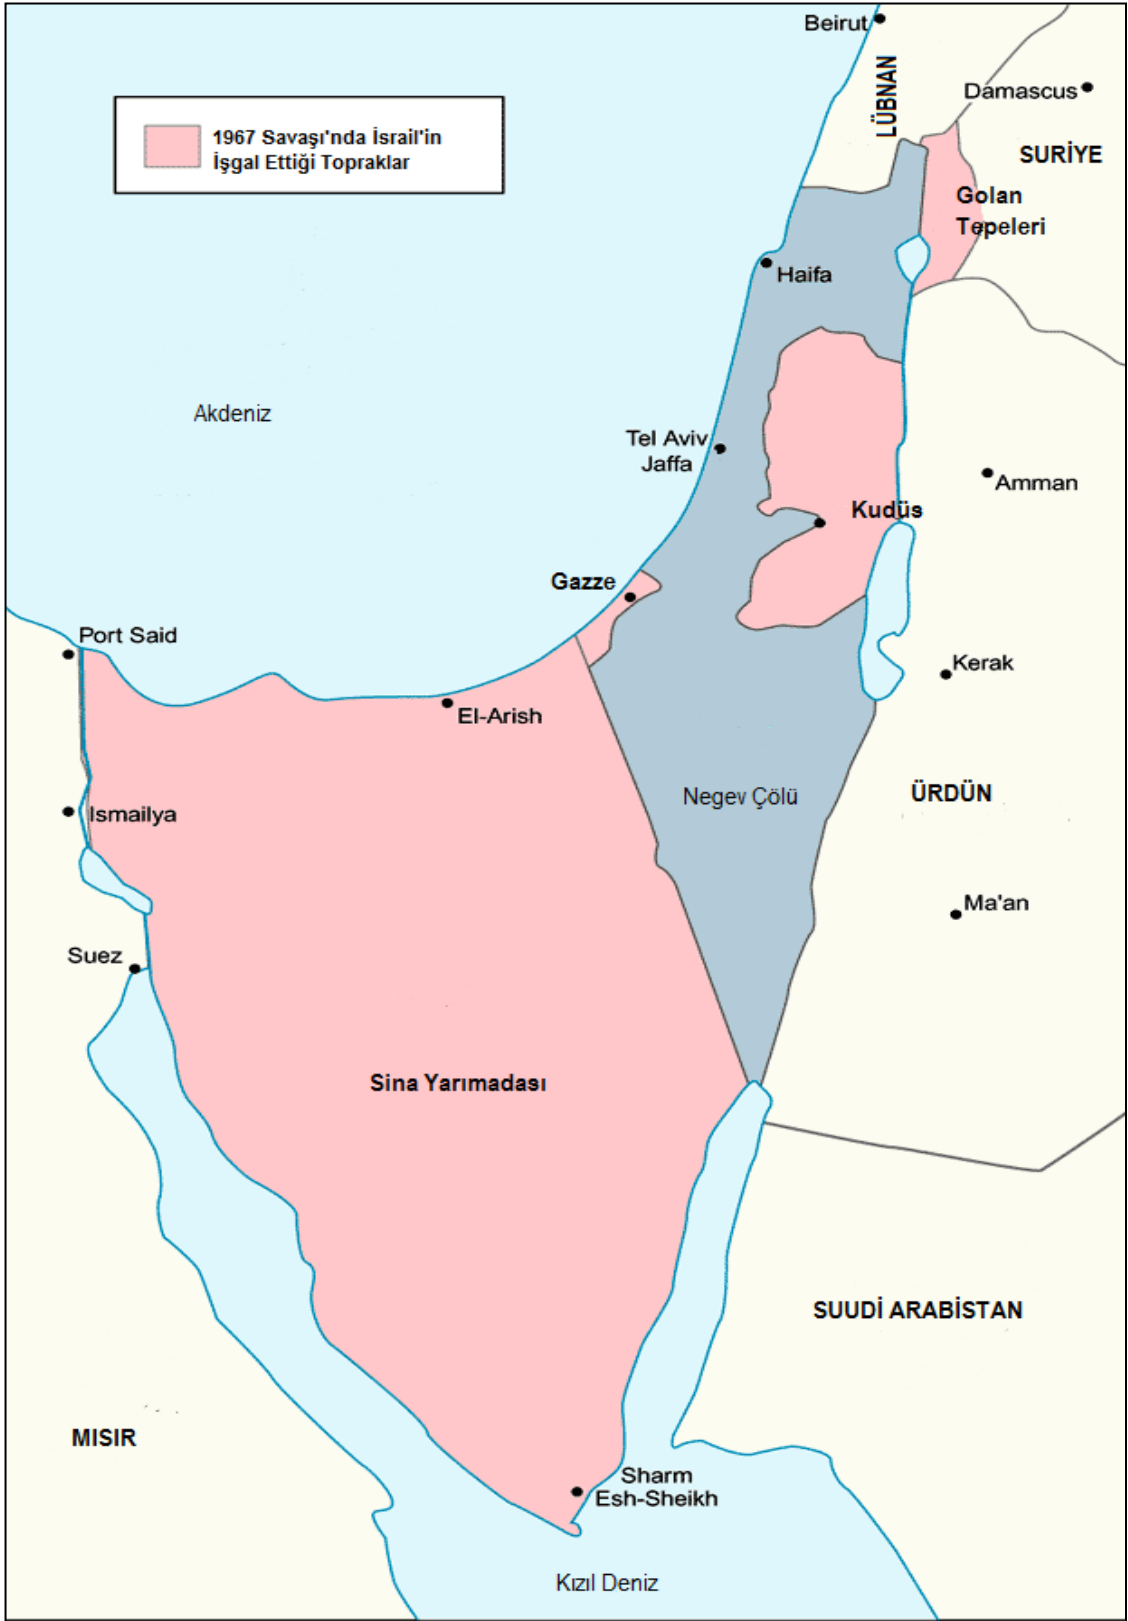 Beirut
LÜBNAN
Damascus
1967 Savaşı'nda İsrail'in
İşgal Ettiği Topraklar
SURİYE
Golan
Tepeleri
Haifa
Akdeniz
Tel Aviv
Jaffa
Amman
Kudüs
Gazze
Port Said
Kerak
El-Arish
Negev Çölü
ÜRDÜN
Ismailya
Ma'an
Suez
Sina Yarımadası
SUUDİ ARABİSTAN
MISIR
Sharm
Esh-Sheikh
Kızıl Deniz